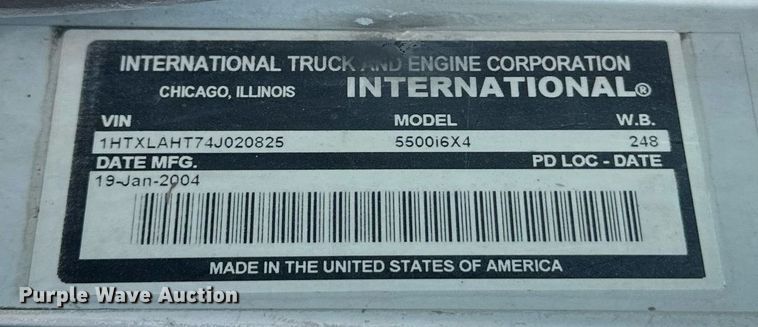 INTERNATIONAL TRUCK AND ENGINE CORPORATION
CHICAGO, ILLINOIS INTERNATIONAL®
VIN MODEL W.B.
1HTXLAHT74J020825 5500i6X4 248
DATE MFG. PD LOC - DATE
19-Jan-2004
MADE IN THE UNITED STATES OF AMERICA
Purple Wave Auction